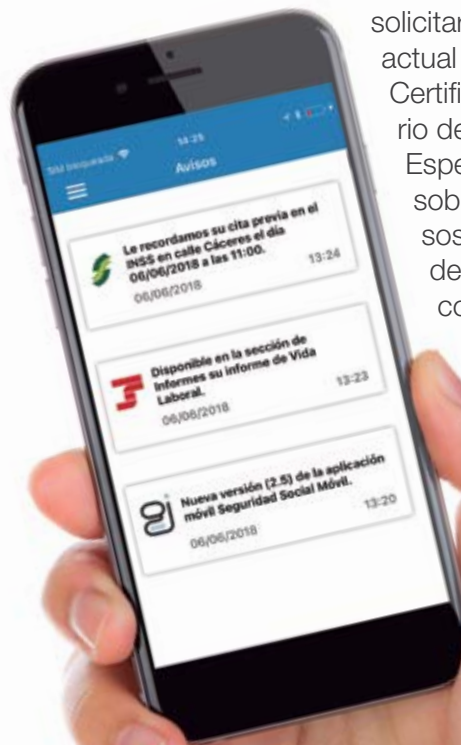 solicitar
actual
Certifi
rio de
Espe
sob
sos
de
co
SIM bloqueada
14:25
Avisos
Le recordamos su cita previa en el
INSS en calle Cáceres el día
06/06/2018 a las 11:00.
13:24
06/06/2018
Disponible en la sección de
Informes su informe de Vida
Laboral.
13:23
06/06/2018
Nueva versión (2.5) de la aplicación
móvil Seguridad Social Móvil.
13:20
06/06/2018